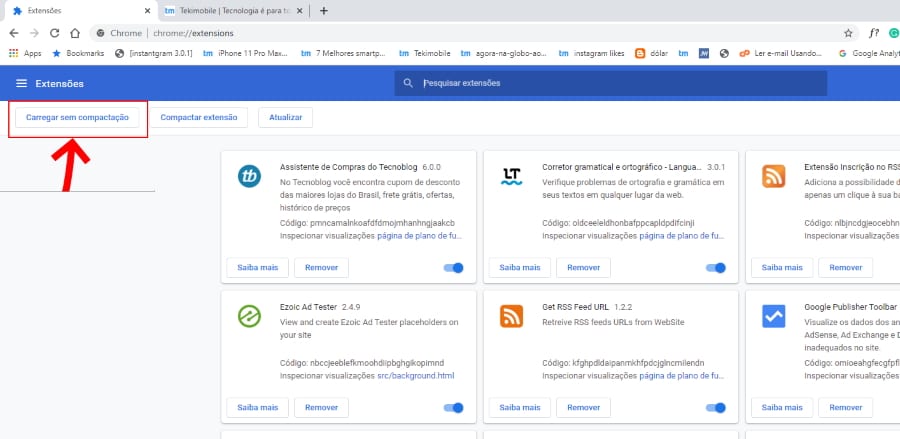 Extensões
tm Tekimobile | Tecnologia é para to
Chrome | chrome://extensions
f?
Apps Bookmarks [instantgram 3.0.1] tm iPhone 11 Pro Max... tm 7 Melhores smartp... tm Tekimobile tm agora-na-globo-ao... tm instagram likes dólar tm Ler e-mail Usando... G Google Analyt
Extensões
Pesquisar extensões
Carregar sem compactação Compactar extensão Atualizar
tb Assistente de Compras do Tecnoblog 6.0.0
No Tecnoblog você encontra cupom de desconto
das maiores lojas do Brasil, frete grátis, ofertas,
histórico de preços
Código: pmncamalnkoafdfdmojmhanhngjaakcb
Inspecionar visualizações página de plano de fu...
Saiba mais Remover
LT Corretor gramatical e ortográfico - Langua... 3.0.1
Verifique problemas de ortografia e gramática em
seus textos em qualquer lugar da web.
Código: oldceeleldhonbafppcapldpdifcinji
Inspecionar visualizações página de plano de fu...
Saiba mais Remover
Extensão Inscrição no RS
Adiciona a possibilidade d
apenas um clique à sua ba
Código: nlbjncdgjeocebhn
Saiba mais Remover
Ezoic Ad Tester 2.4.9
View and create Ezoic Ad Tester placeholders on
your site
Código: nbccjeeblefkmoohdiipbghgikopimnd
Inspecionar visualizações src/background.html
Saiba mais Remover
Get RSS Feed URL 1.2.2
Retreive RSS feeds URLs from WebSite
Código: kfghpdldaipanmkhfpdcjglncmilendn
Inspecionar visualizações página de plano de fu...
Saiba mais Remover
Google Publisher Toolbar
Visualize os dados dos an
AdSense, Ad Exchange e D
inadequados no site.
Código: omioeahgfecgfpfl
Saiba mais Remover